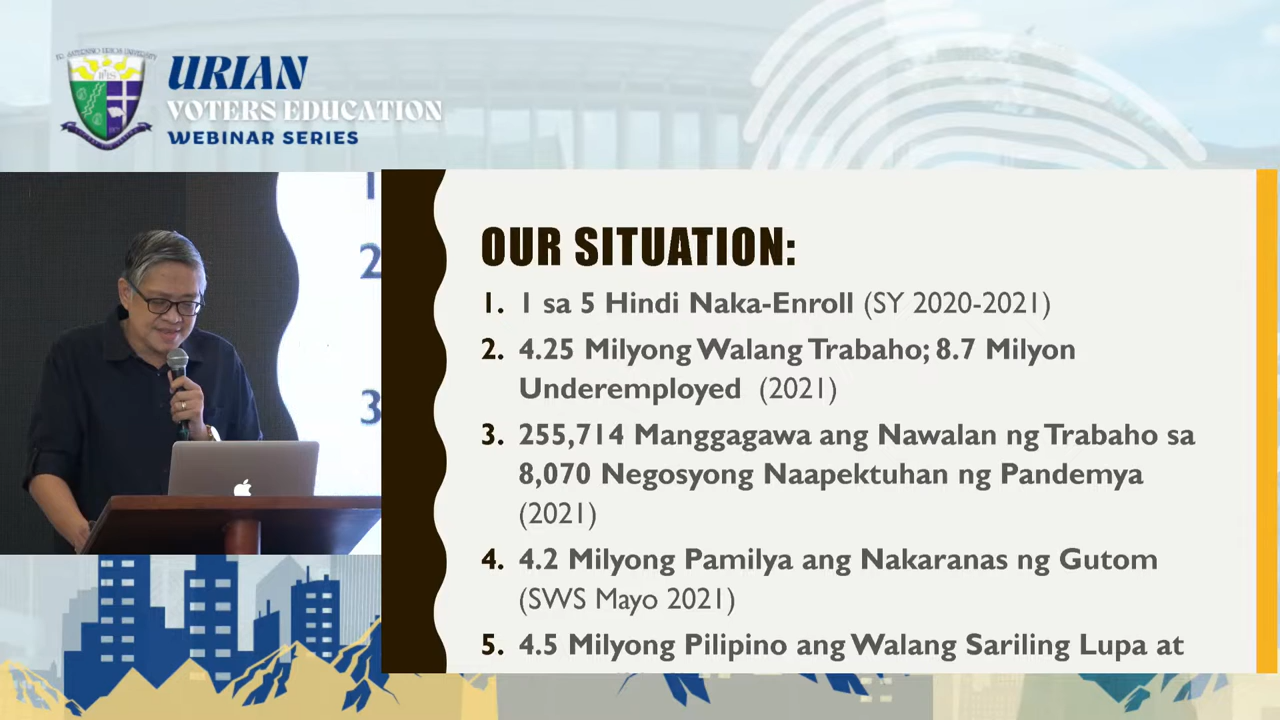 URIAN
VOTERS EDUCATION
WEBINAR SERIES
1
2
3
OUR SITUATION:
1. 1 sa 5 Hindi Naka-Enroll (SY 2020-2021)
2. 4.25 Milyong Walang Trabaho; 8.7 Milyon
Underemployed (2021)
3. 255,714 Manggagawa ang Nawalan ng Trabaho sa
8,070 Negosyong Naapektuhan ng Pandemya
(2021)
4. 4.2 Milyong Pamilya ang Nakaranas ng Gutom
(SWS Mayo 2021)
5. 4.5 Milyong Pilipino ang Walang Sariling Lupa at